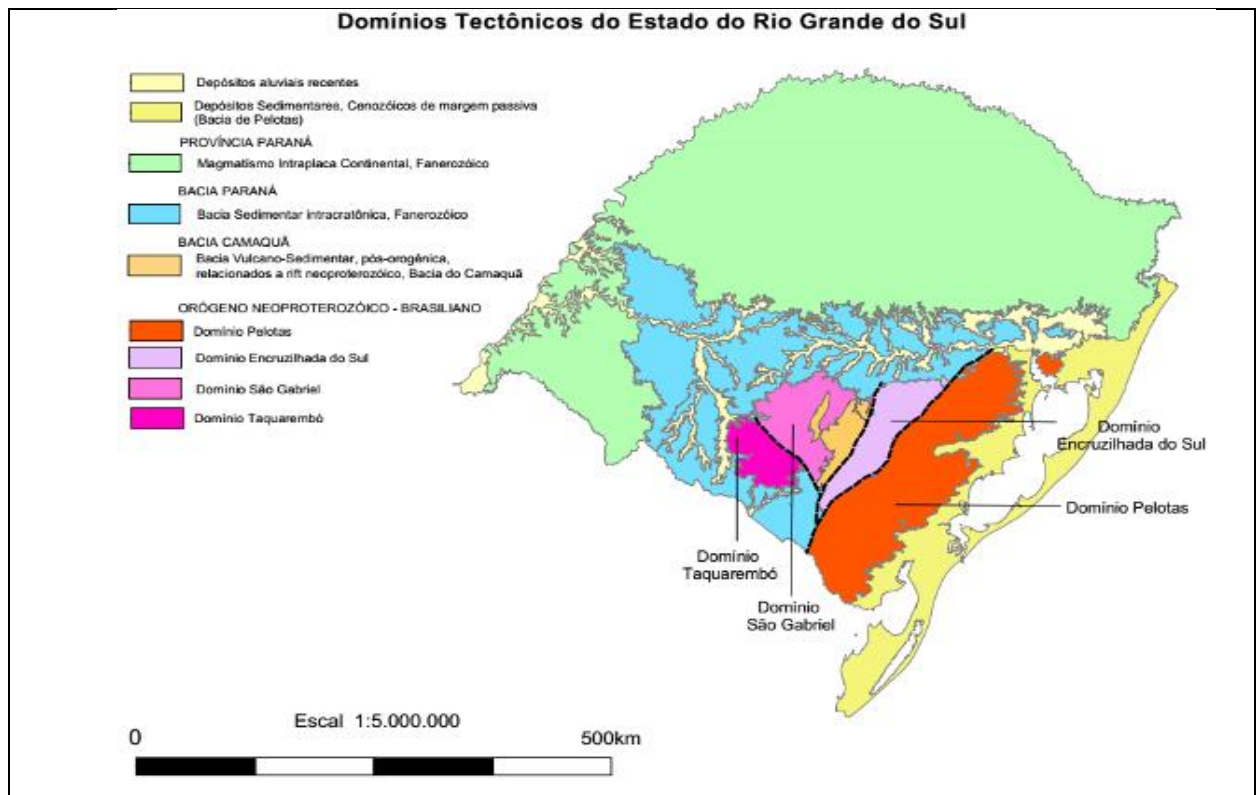 Domínios Tectônicos do Estado do Rio Grande do Sul
Depósitos aluviais recentes
Depósitos Sedimentares, Cenozóicos de margem passiva
(Bacia de Pelotas)
PROVÍNCIA PARANÁ
Magmatismo Intraplaca Continental, Fanerozóico
BACIA PARANÁ
Bacia Sedimentar intracratônica, Fanerozóico
BACIA CAMAQUÃ
Bacia Vulcano-Sedimentar, pós-orogênica,
relacionados a rift neoproterozóico, Bacia do Camaquã
ORÓGENO NEOPROTEROZÓICO - BRASILIANO
Domínio Pelotas
Domínio Encruzilhada do Sul
Domínio São Gabriel
Domínio Taquarembó
Domínio
Encruzilhada do Sul
Domínio Pelotas
Domínio
Taquarembó
Domínio
São Gabriel
Escal 1:5.000.000
0 500km